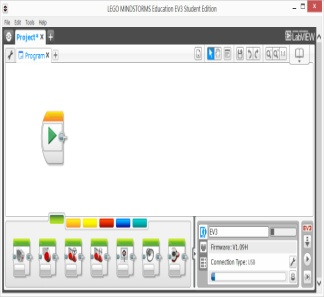 LEGO MINDSTORMS Education EV3 Student Edition
File Edit Tools Help
Project* X +
LabVIEW
Program X +
EV3
EV3
Firmware: V1.09H
Connection Type: USB